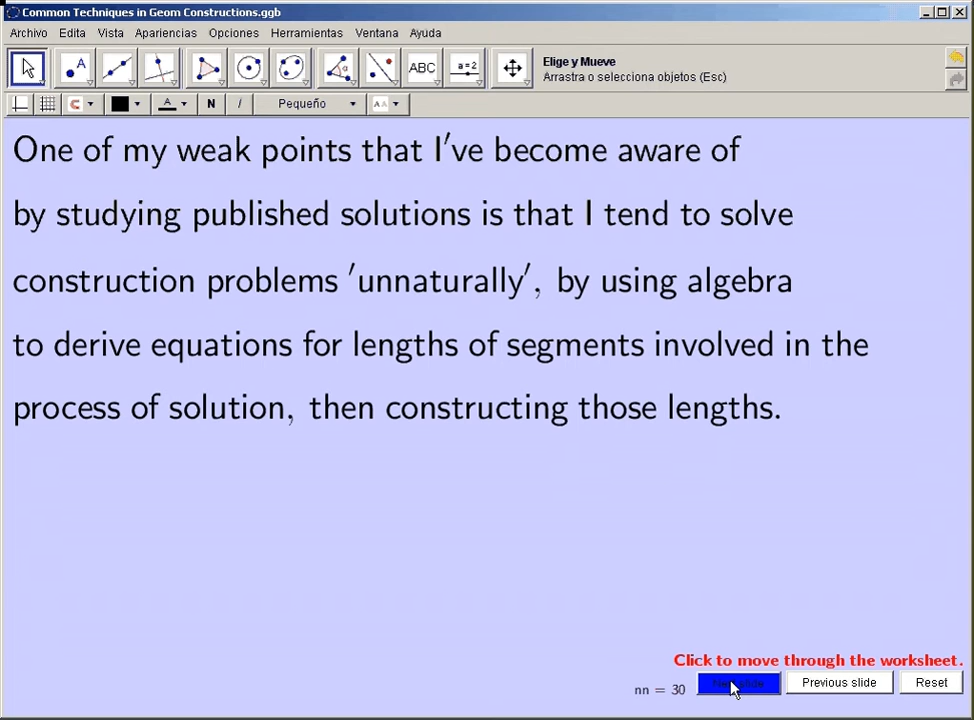 Common Techniques in Geom Constructions.ggb
Archivo Edita Vista Apariencias Opciones Herramientas Ventana Ayuda
A ABC a=2 Elige y Mueve
Arrastra o selecciona objetos (Esc)
A N I Pequeño A A
One of my weak points that I've become aware of
by studying published solutions is that I tend to solve
construction problems 'unnaturally', by using algebra
to derive equations for lengths of segments involved in the
process of solution, then constructing those lengths.
Click to move through the worksheet.
nn = 30 Previous slide Reset